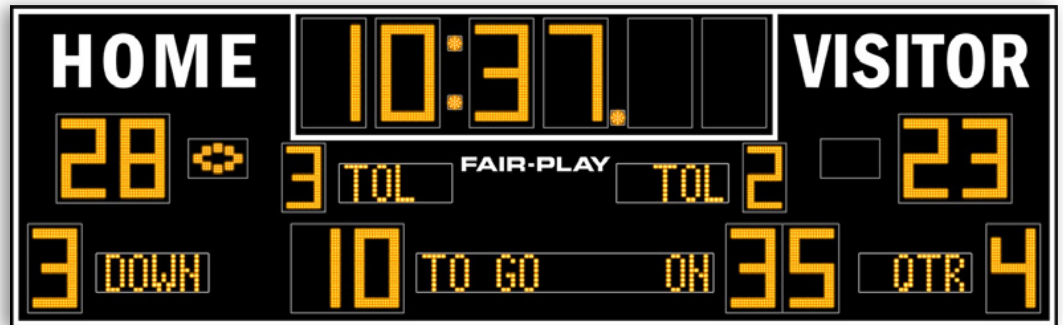 HOME 10:37. VISITOR
28 23
3 TOL FAIR-PLAY TOL 2
3 DOWN 10 TO GO ON 35 QTR 4